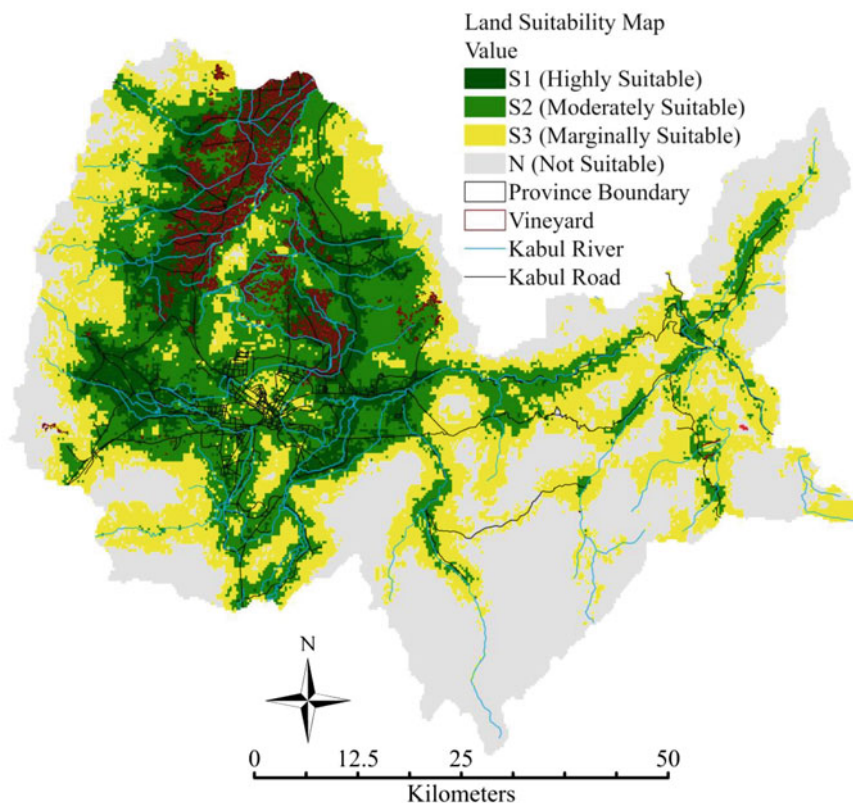 Land Suitability Map
Value
S1 (Highly Suitable)
S2 (Moderately Suitable)
S3 (Marginally Suitable)
N (Not Suitable)
Province Boundary
Vineyard
Kabul River
Kabul Road
N
0 12.5 25 50
Kilometers